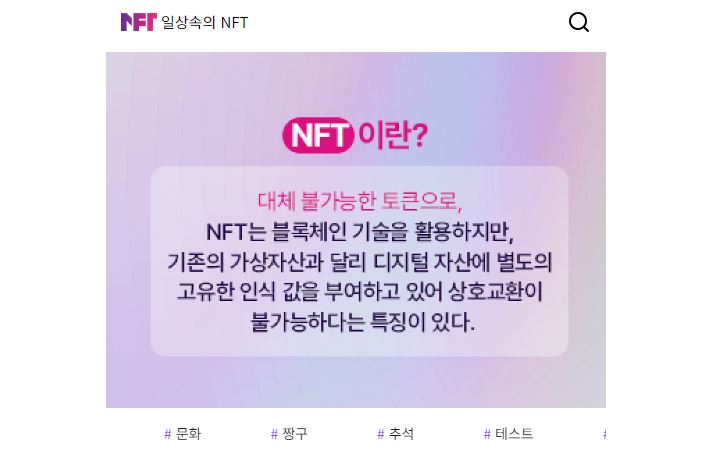 NFT 일상속의 NFT
NFT이란?
대체 불가능한 토큰으로,
NFT는 블록체인 기술을 활용하지만,
기존의 가상자산과 달리 디지털 자산에 별도의
고유한 인식 값을 부여하고 있어 상호교환이
불가능하다는 특징이 있다.
# 문화 # 짱구 # 추석 # 테스트 #